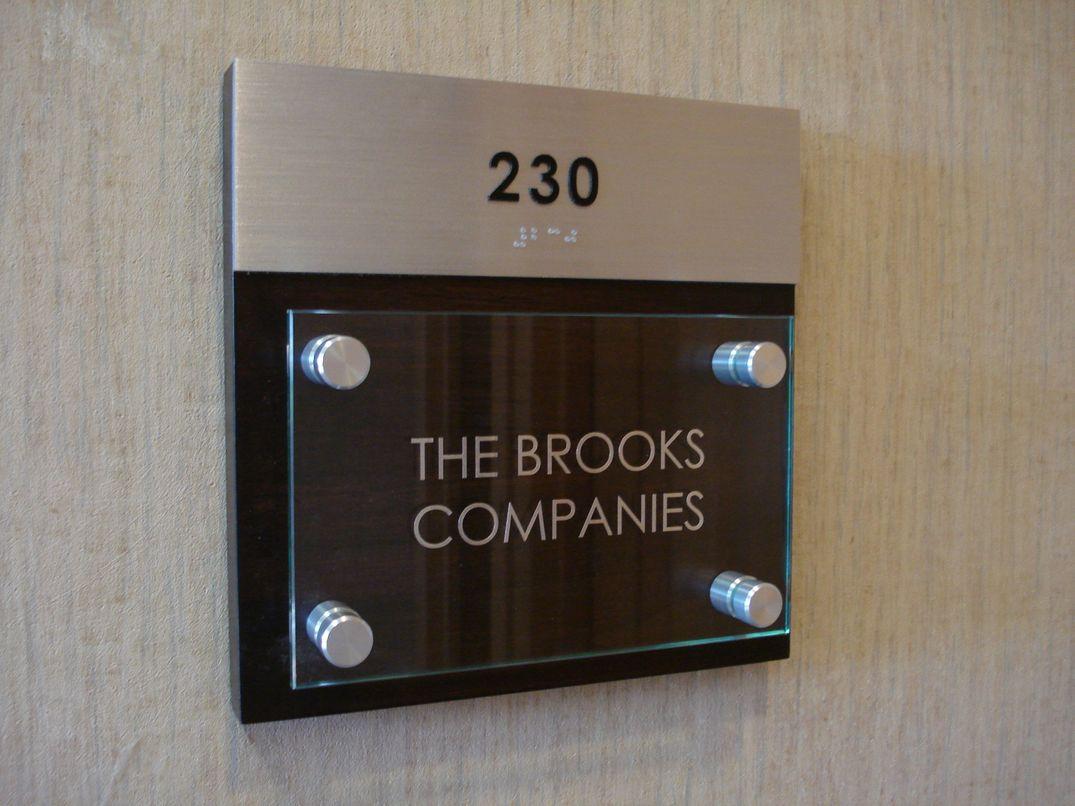 230
⠼⠃⠉⠚
THE BROOKS
COMPANIES